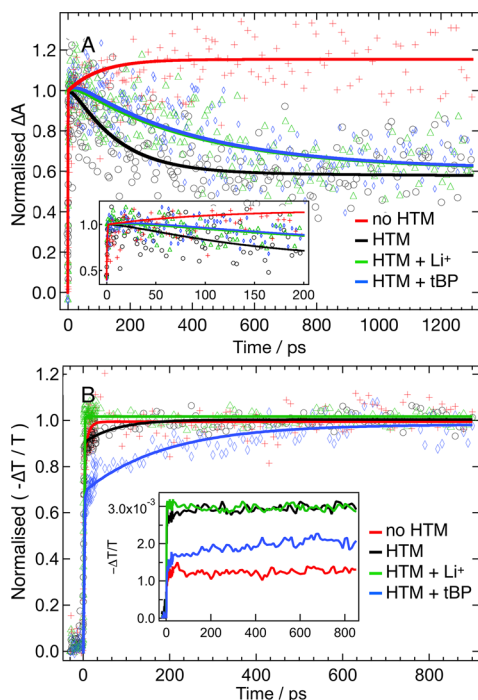 A
Normalised ΔA
1.2
1.0
0.8
0.6
0.4
0.2
0.0
1.0
0.5
0 50 100 150 200
no HTM
HTM
HTM + Li⁺
HTM + tBP
0 200 400 600 800 1000 1200
Time / ps
B
Normalised ( -ΔT / T )
1.2
1.0
0.8
0.6
0.4
0.2
0.0
-ΔT/T
3.0x10⁻³
2.0
1.0
0.0
0 200 400 600 800
no HTM
HTM
HTM + Li⁺
HTM + tBP
0 200 400 600 800
Time / ps